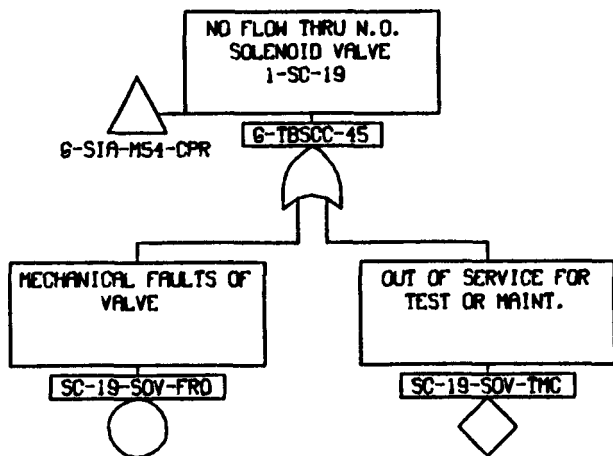 NO FLOW THRU N.O.
SOLENOID VALVE
1-SC-19
G-TBSCC-45
G-SIA-MS4-CPR
MECHANICAL FAULTS OF
VALVE
OUT OF SERVICE FOR
TEST OR MAINT.
SC-19-SOV-FRO
SC-19-SOV-TMC